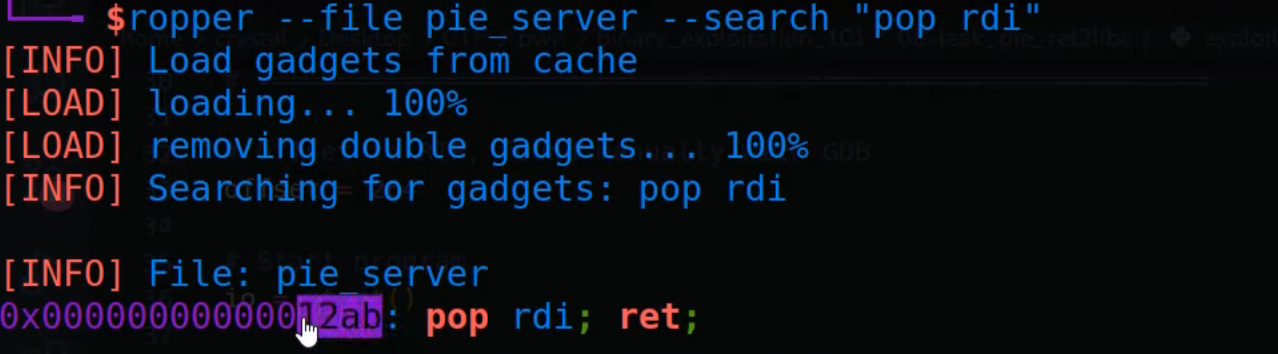 $ropper --file pie_server --search "pop rdi"
[INFO] Load gadgets from cache
[LOAD] loading... 100%
[LOAD] removing double gadgets... 100%
[INFO] Searching for gadgets: pop rdi
[INFO] File: pie_server
0x00000000000012ab: pop rdi; ret;